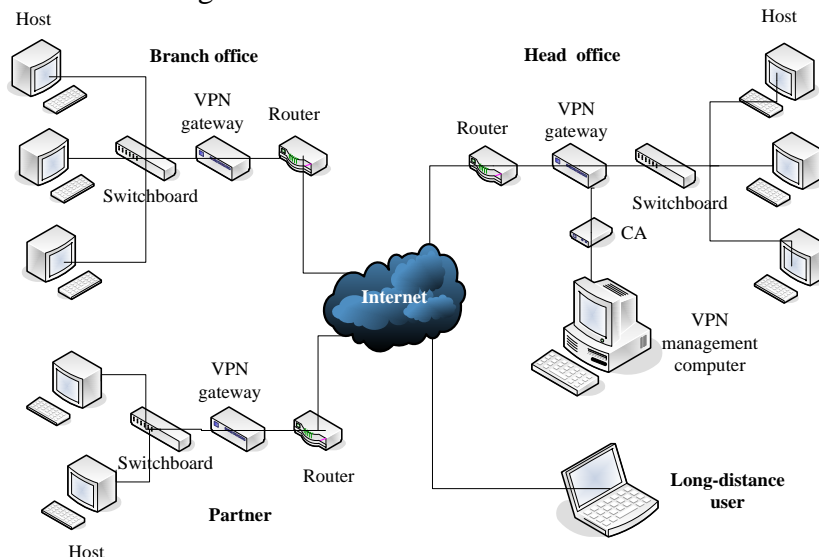 Host
Branch office
VPN
gateway
Router
Switchboard
Host
Head office
Router
VPN
gateway
Switchboard
CA
VPN
management
computer
Internet
VPN
gateway
Switchboard
Router
Partner
Host
Long-distance
user